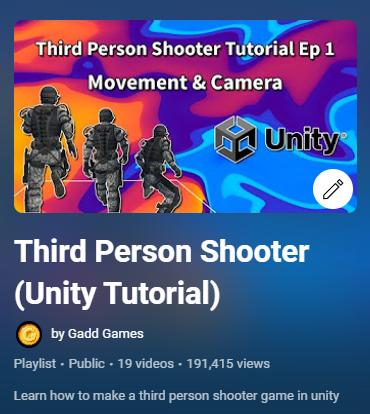 Third Person Shooter Tutorial Ep 1
Movement & Camera
Unity
Third Person Shooter
(Unity Tutorial)
by Gadd Games
Playlist • Public • 19 videos • 191,415 views
Learn how to make a third person shooter game in unity